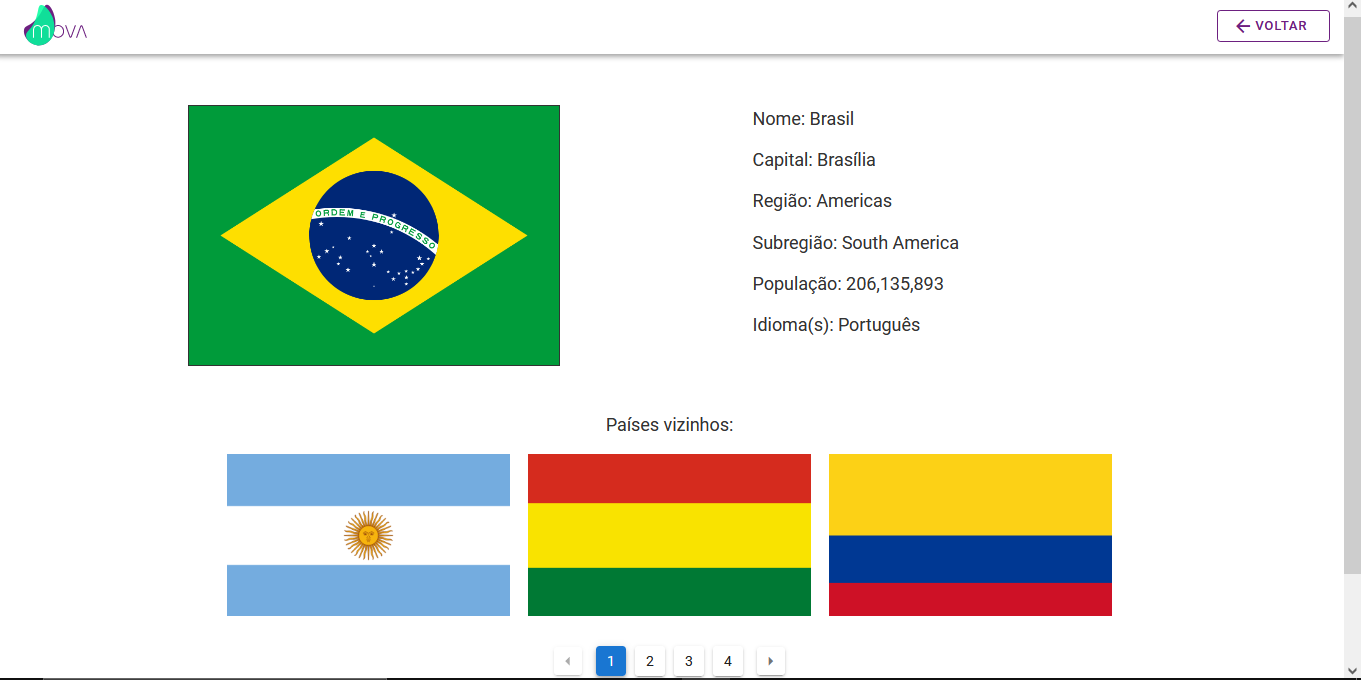 mOVA
VOLTAR
ORDEM E PROGRESSO
Nome: Brasil
Capital: Brasília
Região: Americas
Subregião: South America
População: 206,135,893
Idioma(s): Português
Países vizinhos:
1 2 3 4